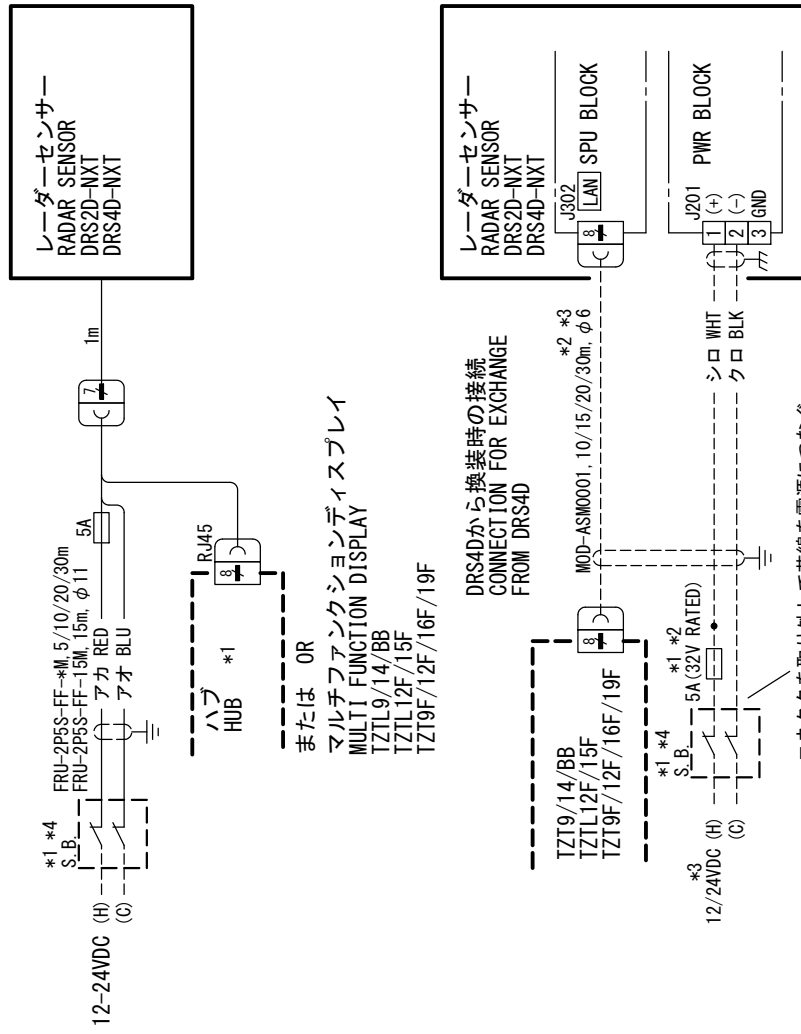 レーダーセンサー
RADAR SENSOR
DRS2D-NXT
DRS4D-NXT
1m
7
5A
FRU-2P5S-FF-*M, 5/10/20/30m
FRU-2P5S-FF-15M, 15m, φ11
アカ RED
アオ BLU
*1 *4
S.B.
12-24VDC (H)
(C)
RJ45
8
ハブ
HUB *1
または OR
マルチファンクションディスプレイ
MULTI FUNCTION DISPLAY
TZTL9/14/BB
TZTL12F/15F
TZT9F/12F/16F/19F
レーダーセンサー
RADAR SENSOR
DRS2D-NXT
DRS4D-NXT
J302
LAN SPU BLOCK
8
PWR BLOCK
J201
1 (+)
2 (-)
3 GND
DRS4Dから換装時の接続
CONNECTION FOR EXCHANGE
FROM DRS4D
*2 *3
MOD-ASM0001, 10/15/20/30m, φ6
シロ WHT
クロ BLK
8
TZT9/14/BB
TZTL12F/15F
TZT9F/12F/16F/19F
*1 *2
5A(32V RATED)
*1 *4
S.B.
*3
12/24VDC (H)
(C)